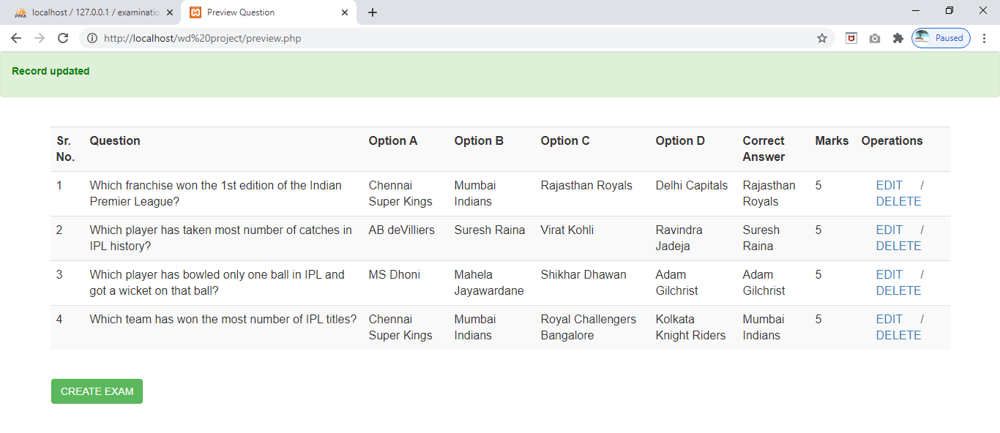 PMA localhost / 127.0.0.1 / examinatio
Preview Question
http://localhost/wd%20project/preview.php
Paused
Record updated
Sr. No. Question Option A Option B Option C Option D Correct Answer Marks Operations
1 Which franchise won the 1st edition of the Indian Premier League? Chennai Super Kings Mumbai Indians Rajasthan Royals Delhi Capitals Rajasthan Royals 5 EDIT / DELETE
2 Which player has taken most number of catches in IPL history? AB deVilliers Suresh Raina Virat Kohli Ravindra Jadeja Suresh Raina 5 EDIT / DELETE
3 Which player has bowled only one ball in IPL and got a wicket on that ball? MS Dhoni Mahela Jayawardane Shikhar Dhawan Adam Gilchrist Adam Gilchrist 5 EDIT / DELETE
4 Which team has won the most number of IPL titles? Chennai Super Kings Mumbai Indians Royal Challengers Bangalore Kolkata Knight Riders Mumbai Indians 5 EDIT / DELETE
CREATE EXAM